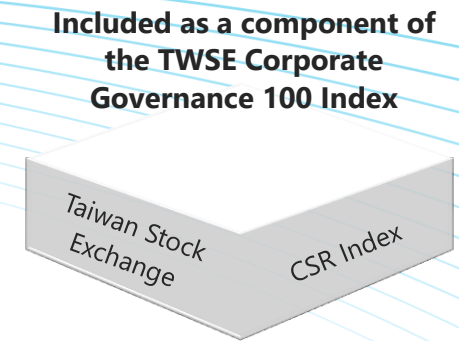 Included as a component of
the TWSE Corporate
Governance 100 Index
Taiwan Stock
Exchange
CSR Index